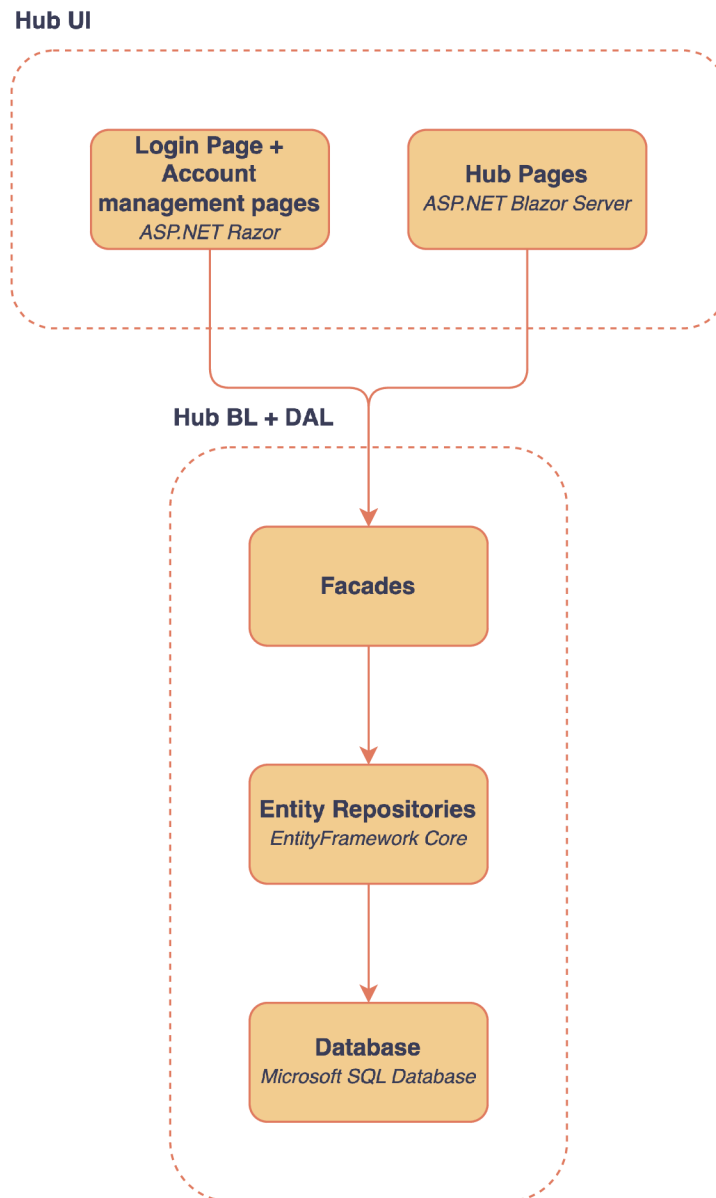 Hub UI
Login Page +
Account
management pages
ASP.NET Razor
Hub Pages
ASP.NET Blazor Server
Hub BL + DAL
Facades
Entity Repositories
EntityFramework Core
Database
Microsoft SQL Database